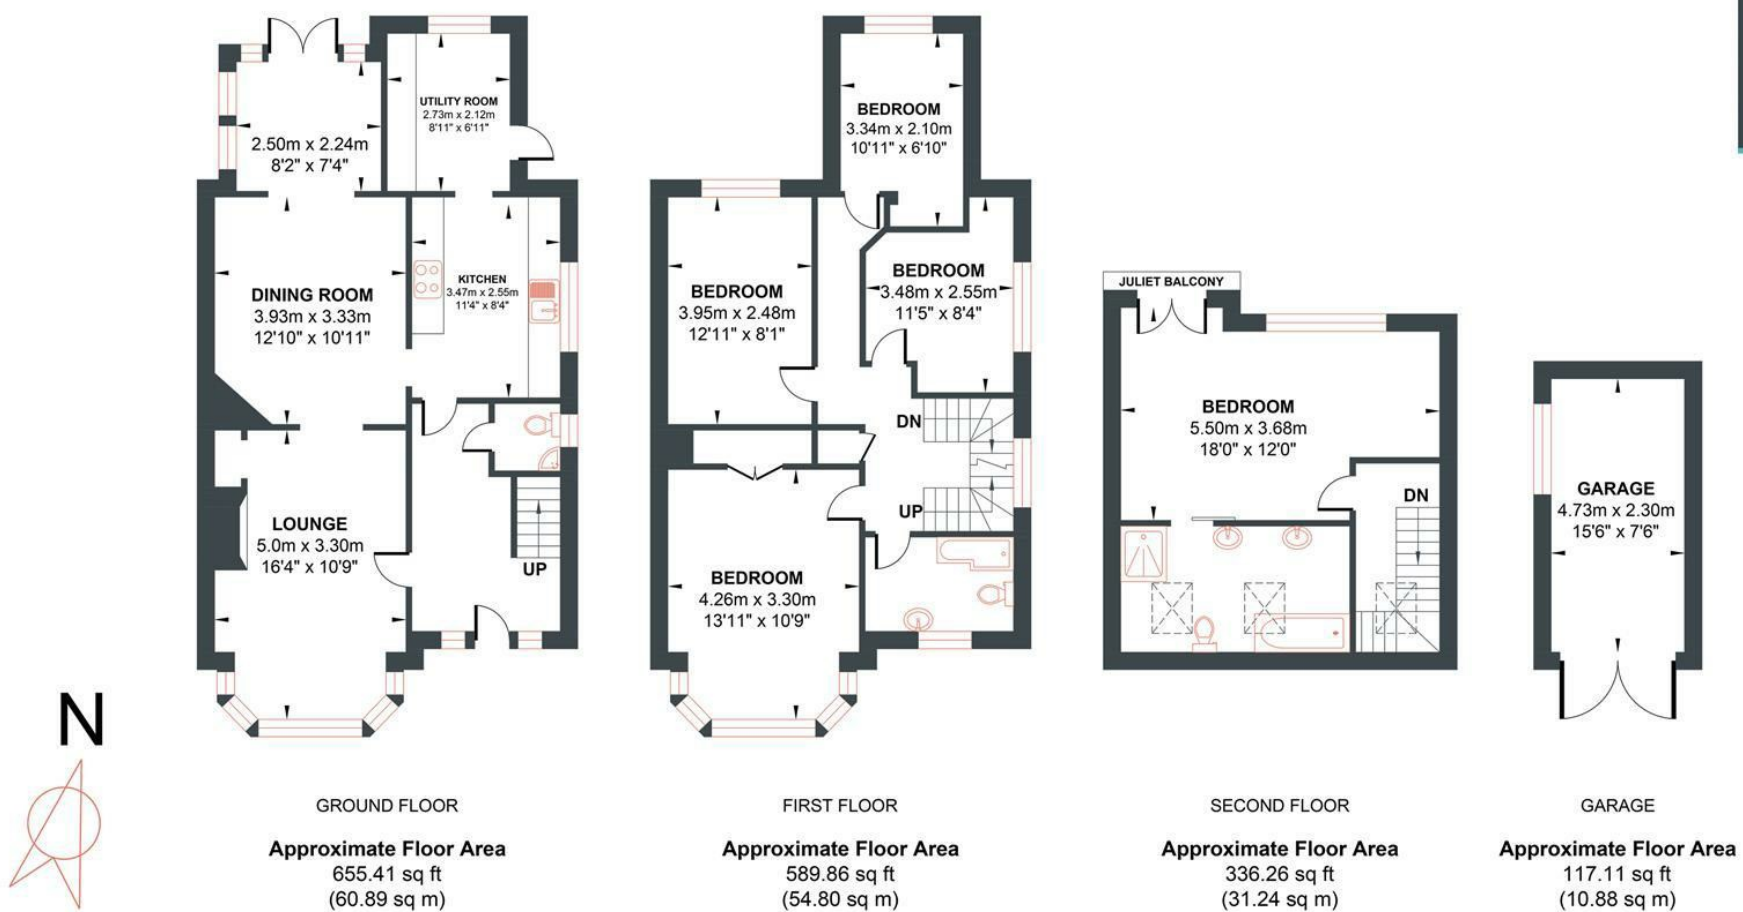 2.50m x 2.24m
8'2" x 7'4"
UTILITY ROOM
2.73m x 2.12m
8'11" x 6'11"
DINING ROOM
3.93m x 3.33m
12'10" x 10'11"
KITCHEN
3.47m x 2.55m
11'4" x 8'4"
LOUNGE
5.0m x 3.30m
16'4" x 10'9"
UP
BEDROOM
3.34m x 2.10m
10'11" x 6'10"
BEDROOM
3.95m x 2.48m
12'11" x 8'1"
BEDROOM
3.48m x 2.55m
11'5" x 8'4"
DN
UP
BEDROOM
4.26m x 3.30m
13'11" x 10'9"
JULIET BALCONY
BEDROOM
5.50m x 3.68m
18'0" x 12'0"
DN
GARAGE
4.73m x 2.30m
15'6" x 7'6"
N
GROUND FLOOR
Approximate Floor Area
655.41 sq ft
(60.89 sq m)
FIRST FLOOR
Approximate Floor Area
589.86 sq ft
(54.80 sq m)
SECOND FLOOR
Approximate Floor Area
336.26 sq ft
(31.24 sq m)
GARAGE
Approximate Floor Area
117.11 sq ft
(10.88 sq m)